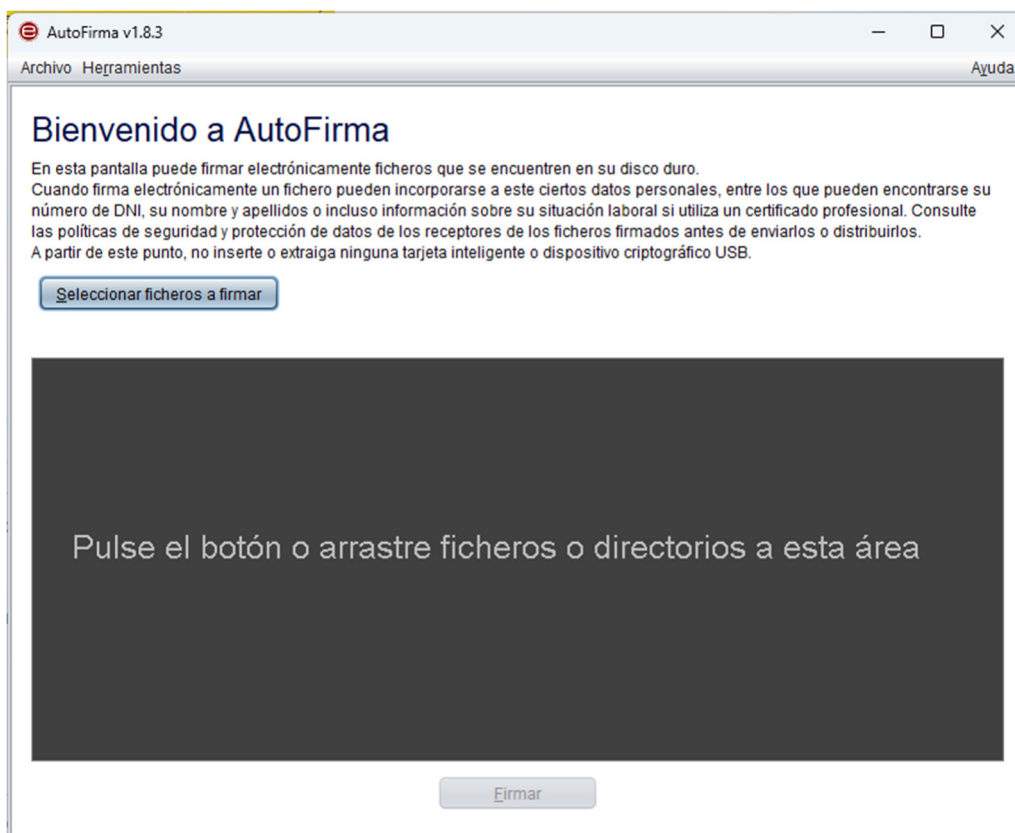 AutoFirma v1.8.3
Archivo Herramientas Ayuda
Bienvenido a AutoFirma
En esta pantalla puede firmar electrónicamente ficheros que se encuentren en su disco duro.
Cuando firma electrónicamente un fichero pueden incorporarse a este ciertos datos personales, entre los que pueden encontrarse su
número de DNI, su nombre y apellidos o incluso información sobre su situación laboral si utiliza un certificado profesional. Consulte
las políticas de seguridad y protección de datos de los receptores de los ficheros firmados antes de enviarlos o distribuirlos.
A partir de este punto, no inserte o extraiga ninguna tarjeta inteligente o dispositivo criptográfico USB.
Seleccionar ficheros a firmar
Pulse el botón o arrastre ficheros o directorios a esta área
Firmar